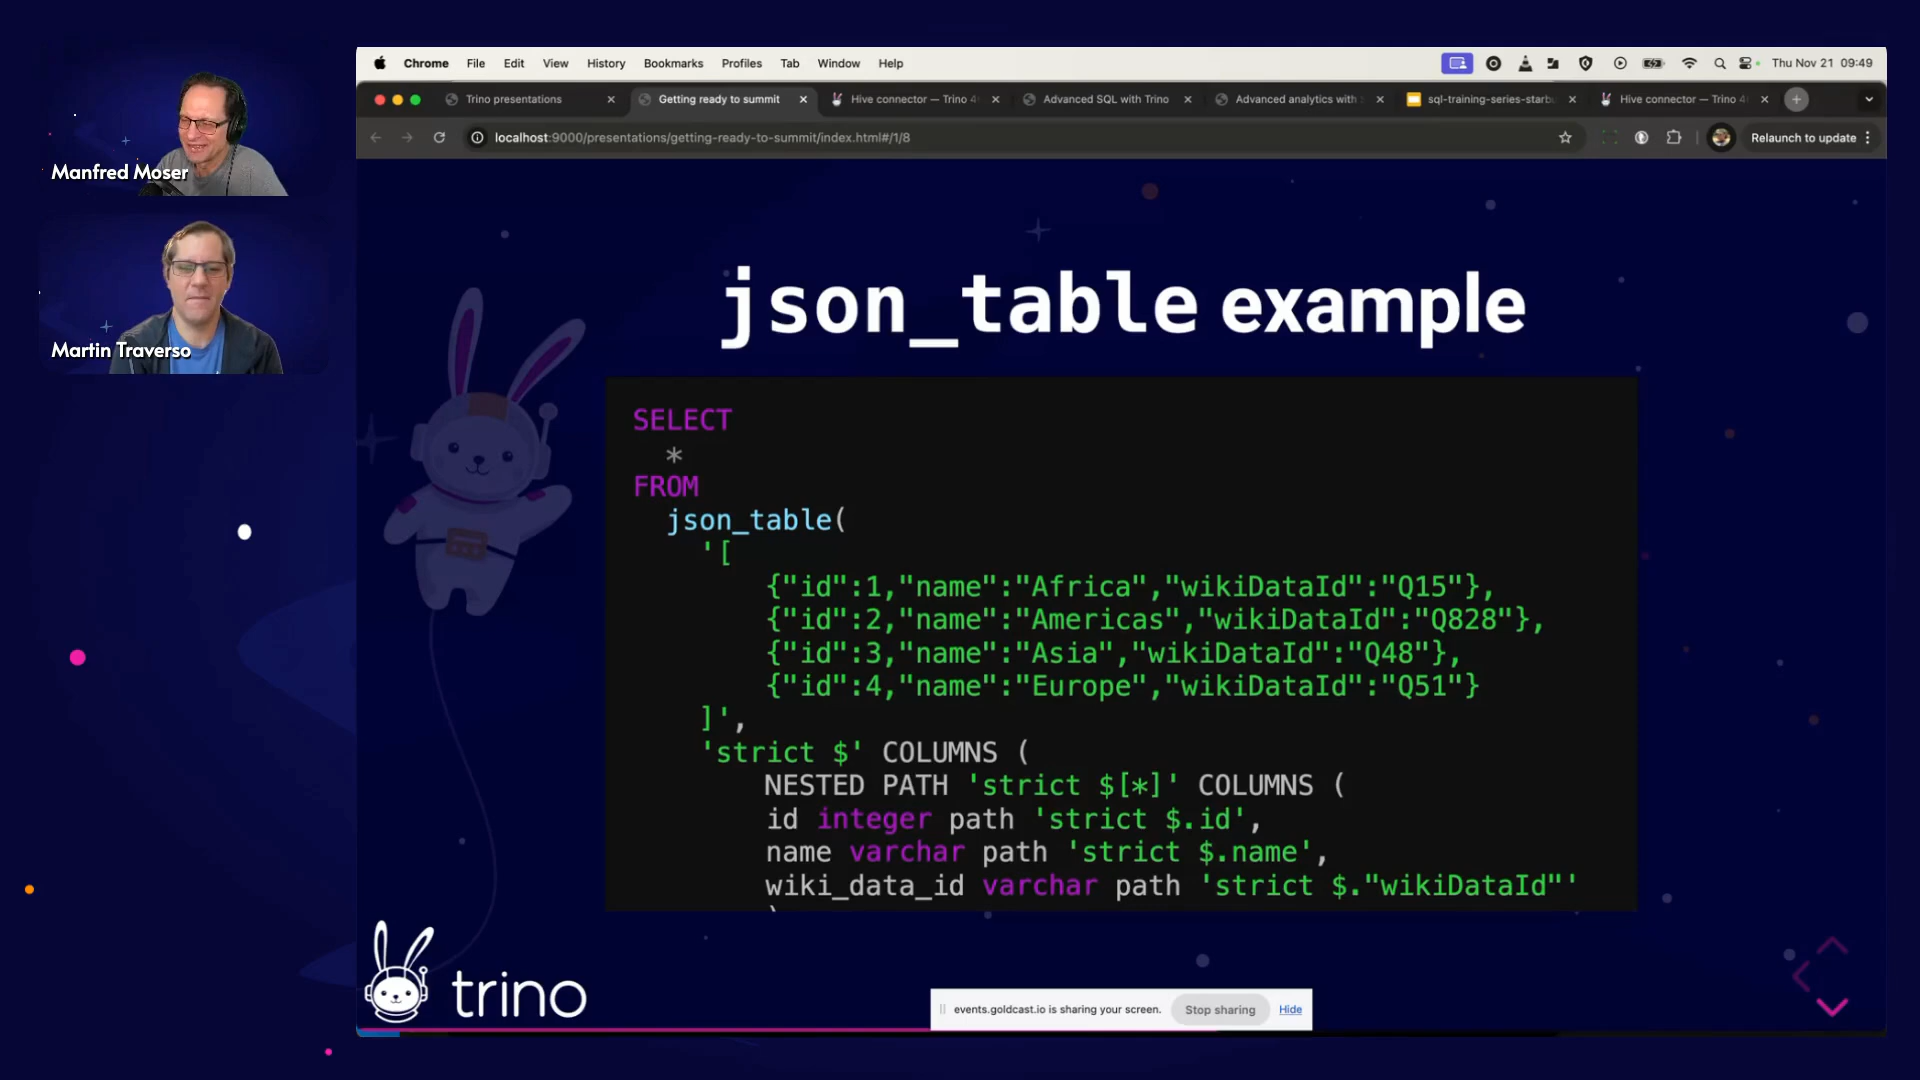 Manfred Moser
Martin Traverso
Chrome File Edit View History Bookmarks Profiles Tab Window Help Thu Nov 21 09:49
Trino presentations
Getting ready to summit
Hive connector — Trino 4
Advanced SQL with Trino
Advanced analytics with
sql-training-series-starb
Hive connector — Trino 4
localhost:9000/presentations/getting-ready-to-summit/index.html#/1/8
Relaunch to update
json_table example
SELECT
*
FROM
json_table(
'[
{"id":1,"name":"Africa","wikiDataId":"Q15"},
{"id":2,"name":"Americas","wikiDataId":"Q828"},
{"id":3,"name":"Asia","wikiDataId":"Q48"},
{"id":4,"name":"Europe","wikiDataId":"Q51"}
]',
'strict $' COLUMNS (
NESTED PATH 'strict $[*]' COLUMNS (
id integer path 'strict $.id',
name varchar path 'strict $.name',
wiki_data_id varchar path 'strict $."wikiDataId"'
trino
events.goldcast.io is sharing your screen.
Stop sharing
Hide